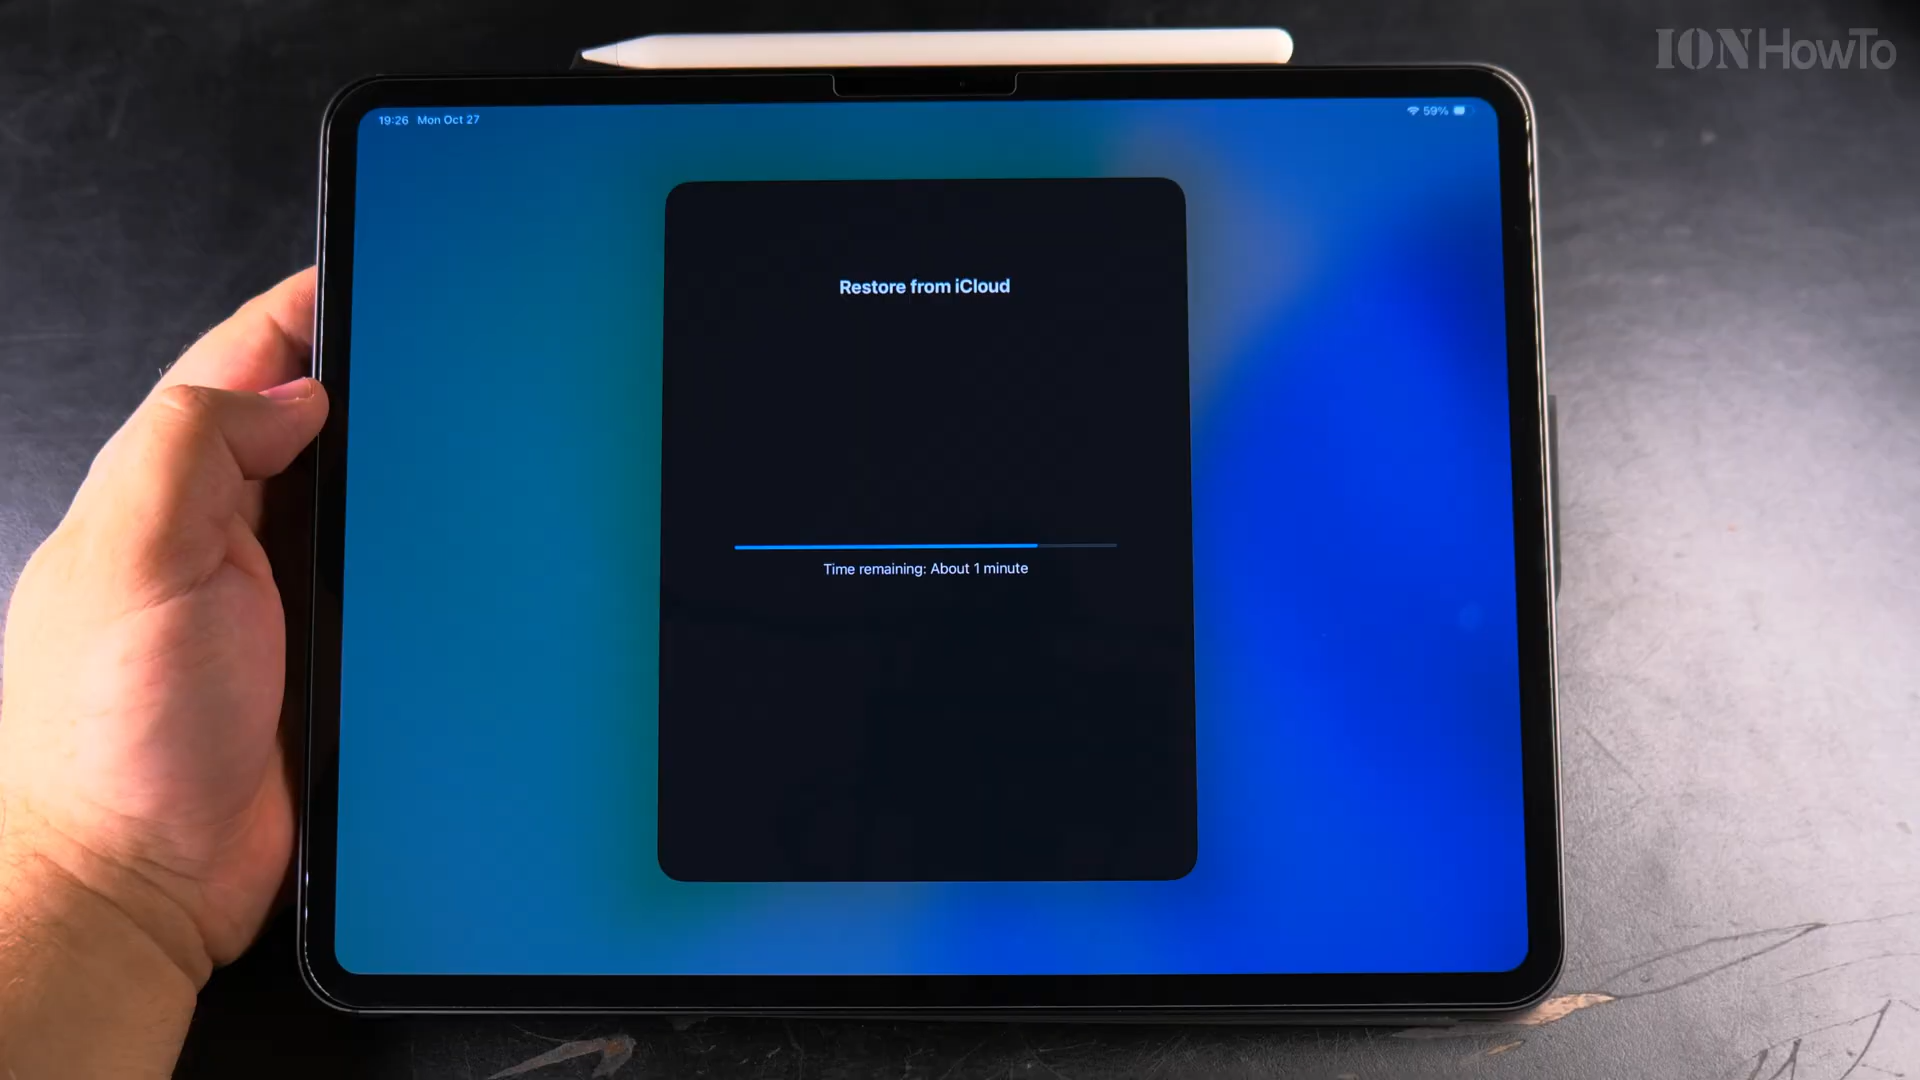 ION HowTo
19:26 Mon Oct 27
59%
Restore from iCloud
Time remaining: About 1 minute